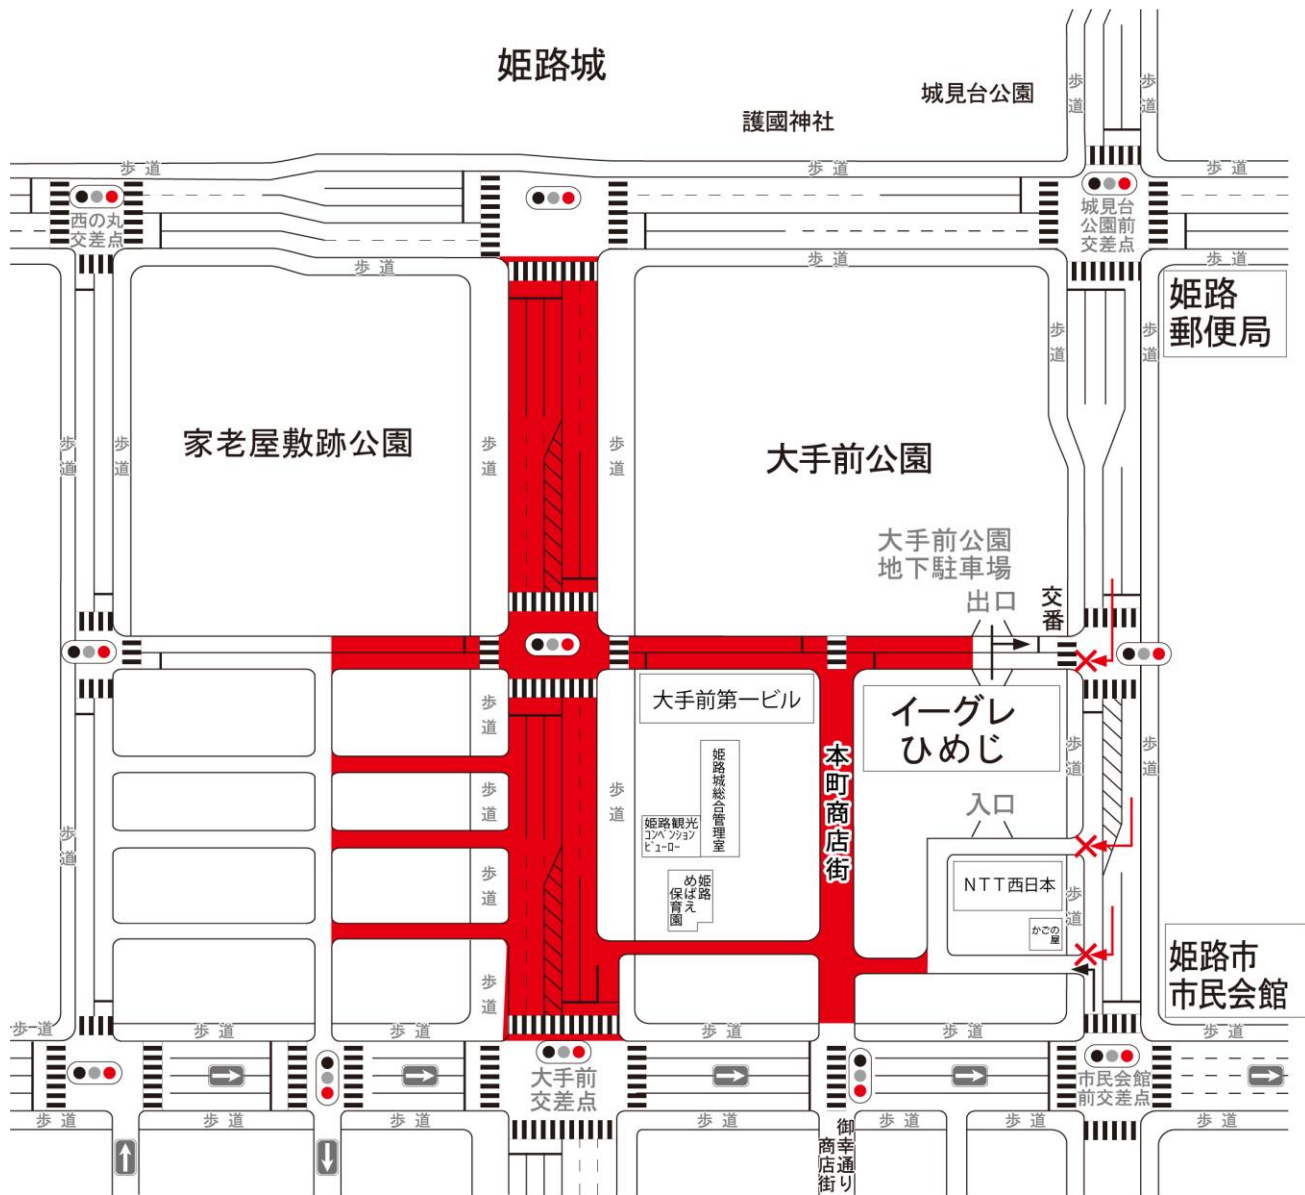 姫路城
城見台公園
護國神社
歩道
歩道
歩道
歩道
歩道
西の丸
交差点
城見台
公園前
交差点
歩道
歩道
歩道
姫路
郵便局
歩道
歩道
家老屋敷跡公園
大手前公園
歩道
歩道
歩道
歩道
大手前公園
地下駐車場
出口
交番
大手前第一ビル
イーグレ
ひめじ
歩道
歩道
歩道
本町商店街
姫路城総合管理室
歩道
歩道
入口
姫路観光
コンベンション
ビューロー
歩道
姫路
めばえ
保育園
NTT西日本
歩道
歩道
かごの
屋
姫路市
市民会館
歩道
歩道
歩道
歩道
歩道
歩道
大手前
交差点
市民会館
前交差点
歩道
歩道
歩道
歩道
歩道
歩道
御幸通り
商店街